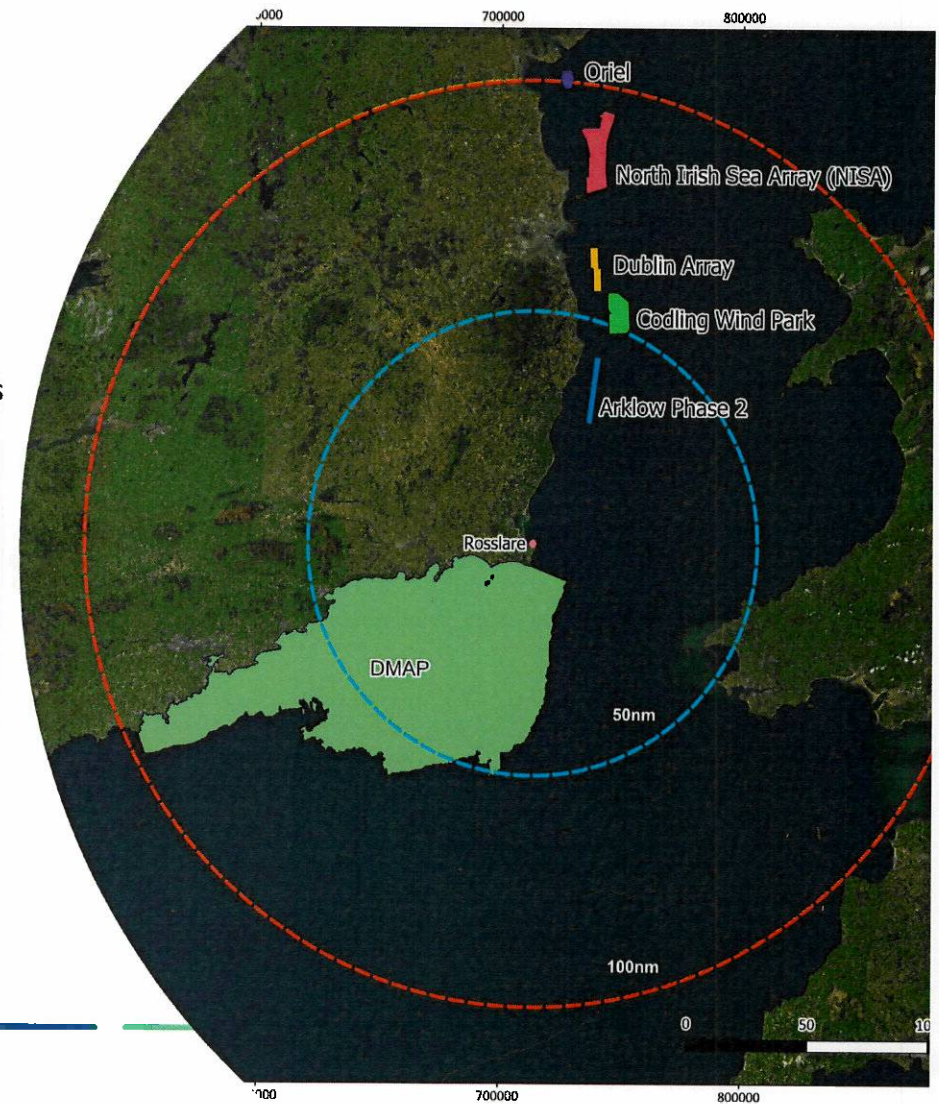 700000
800000
Oriel
North Irish Sea Array (NISA)
Dublin Array
Codling Wind Park
Arklow Phase 2
Rosslare
DMAP
50nm
100nm
0
50
700000
800000